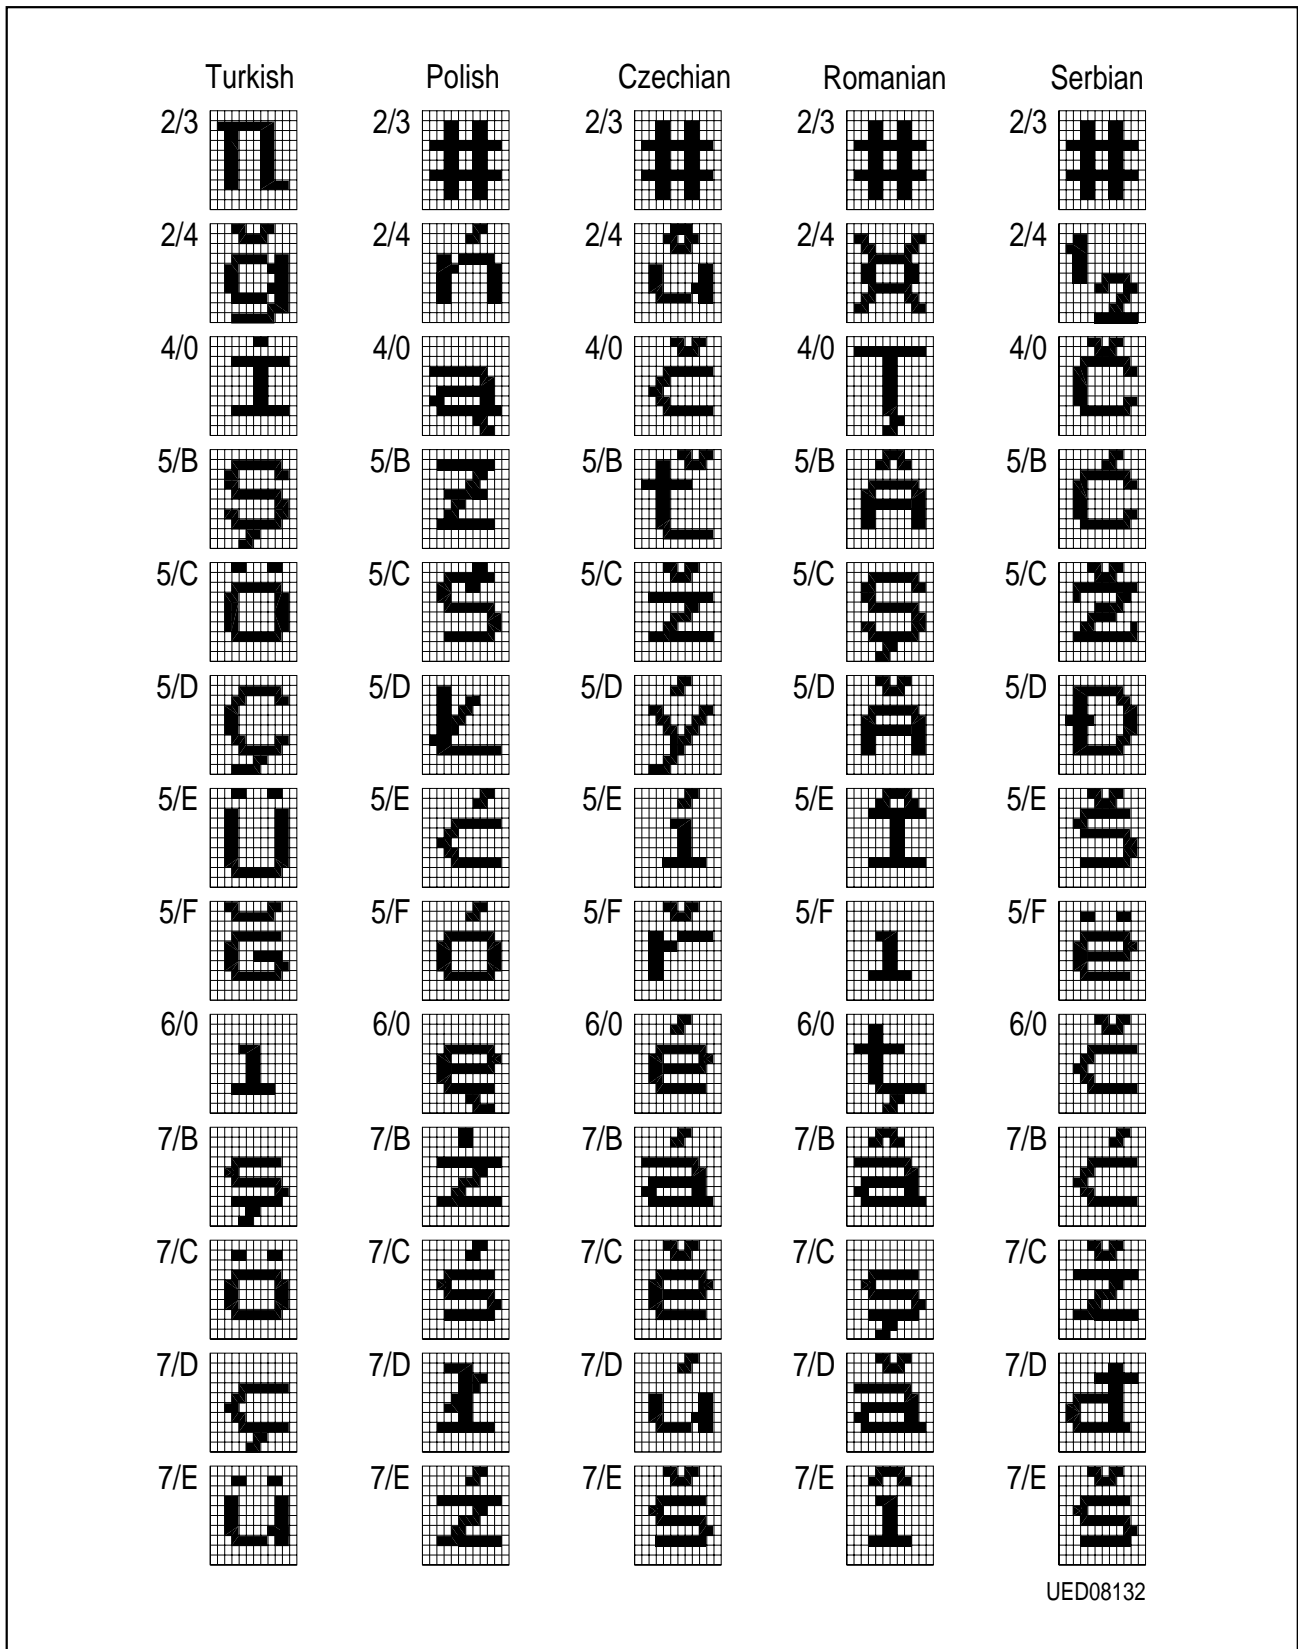 Turkish Polish Czechian Romanian Serbian
2/3 2/3 # 2/3 # 2/3 # 2/3 #
2/4 ğ 2/4 ń 2/4 ů 2/4 ¤ 2/4 ½
4/0 İ 4/0 ą 4/0 č 4/0 Ţ 4/0 Č
5/B Ş 5/B Ƶ 5/B ť 5/B Â 5/B Ć
5/C Ö 5/C Ś 5/C ž 5/C Ş 5/C Ž
5/D Ç 5/D Ł 5/D ý 5/D Ă 5/D Đ
5/E Ü 5/E ć 5/E í 5/E Î 5/E Š
5/F Ğ 5/F ó 5/F ř 5/F ı 5/F ë
6/0 ı 6/0 ę 6/0 é 6/0 ţ 6/0 č
7/B ş 7/B ż 7/B á 7/B â 7/B ć
7/C ö 7/C ś 7/C ě 7/C ş 7/C ž
7/D ç 7/D ł 7/D ú 7/D ă 7/D đ
7/E ü 7/E ź 7/E š 7/E î 7/E š
UED08132